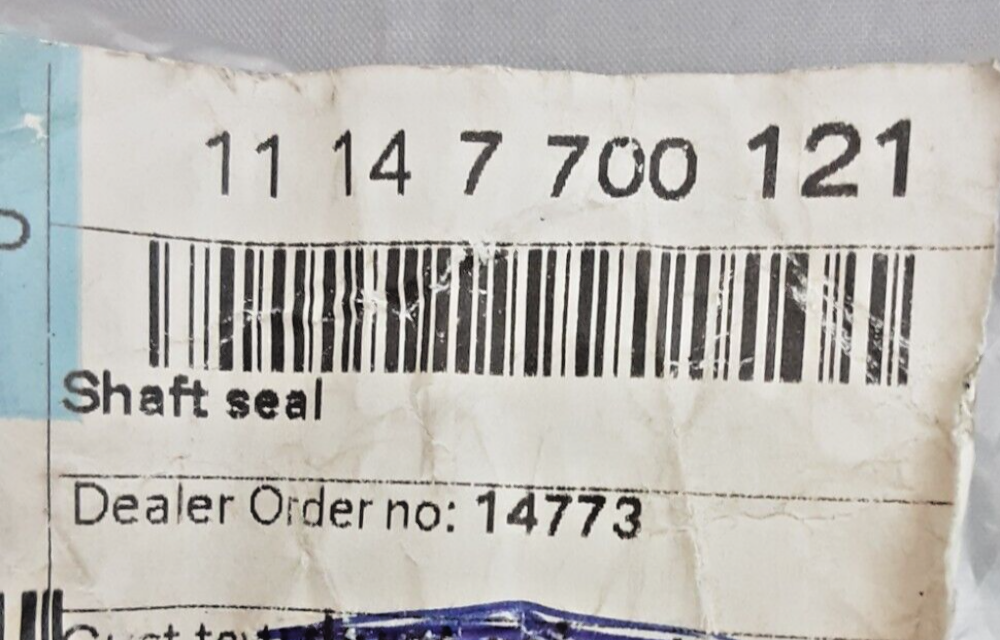 11 14 7 700 121
Shaft seal
Dealer Order no: 14773